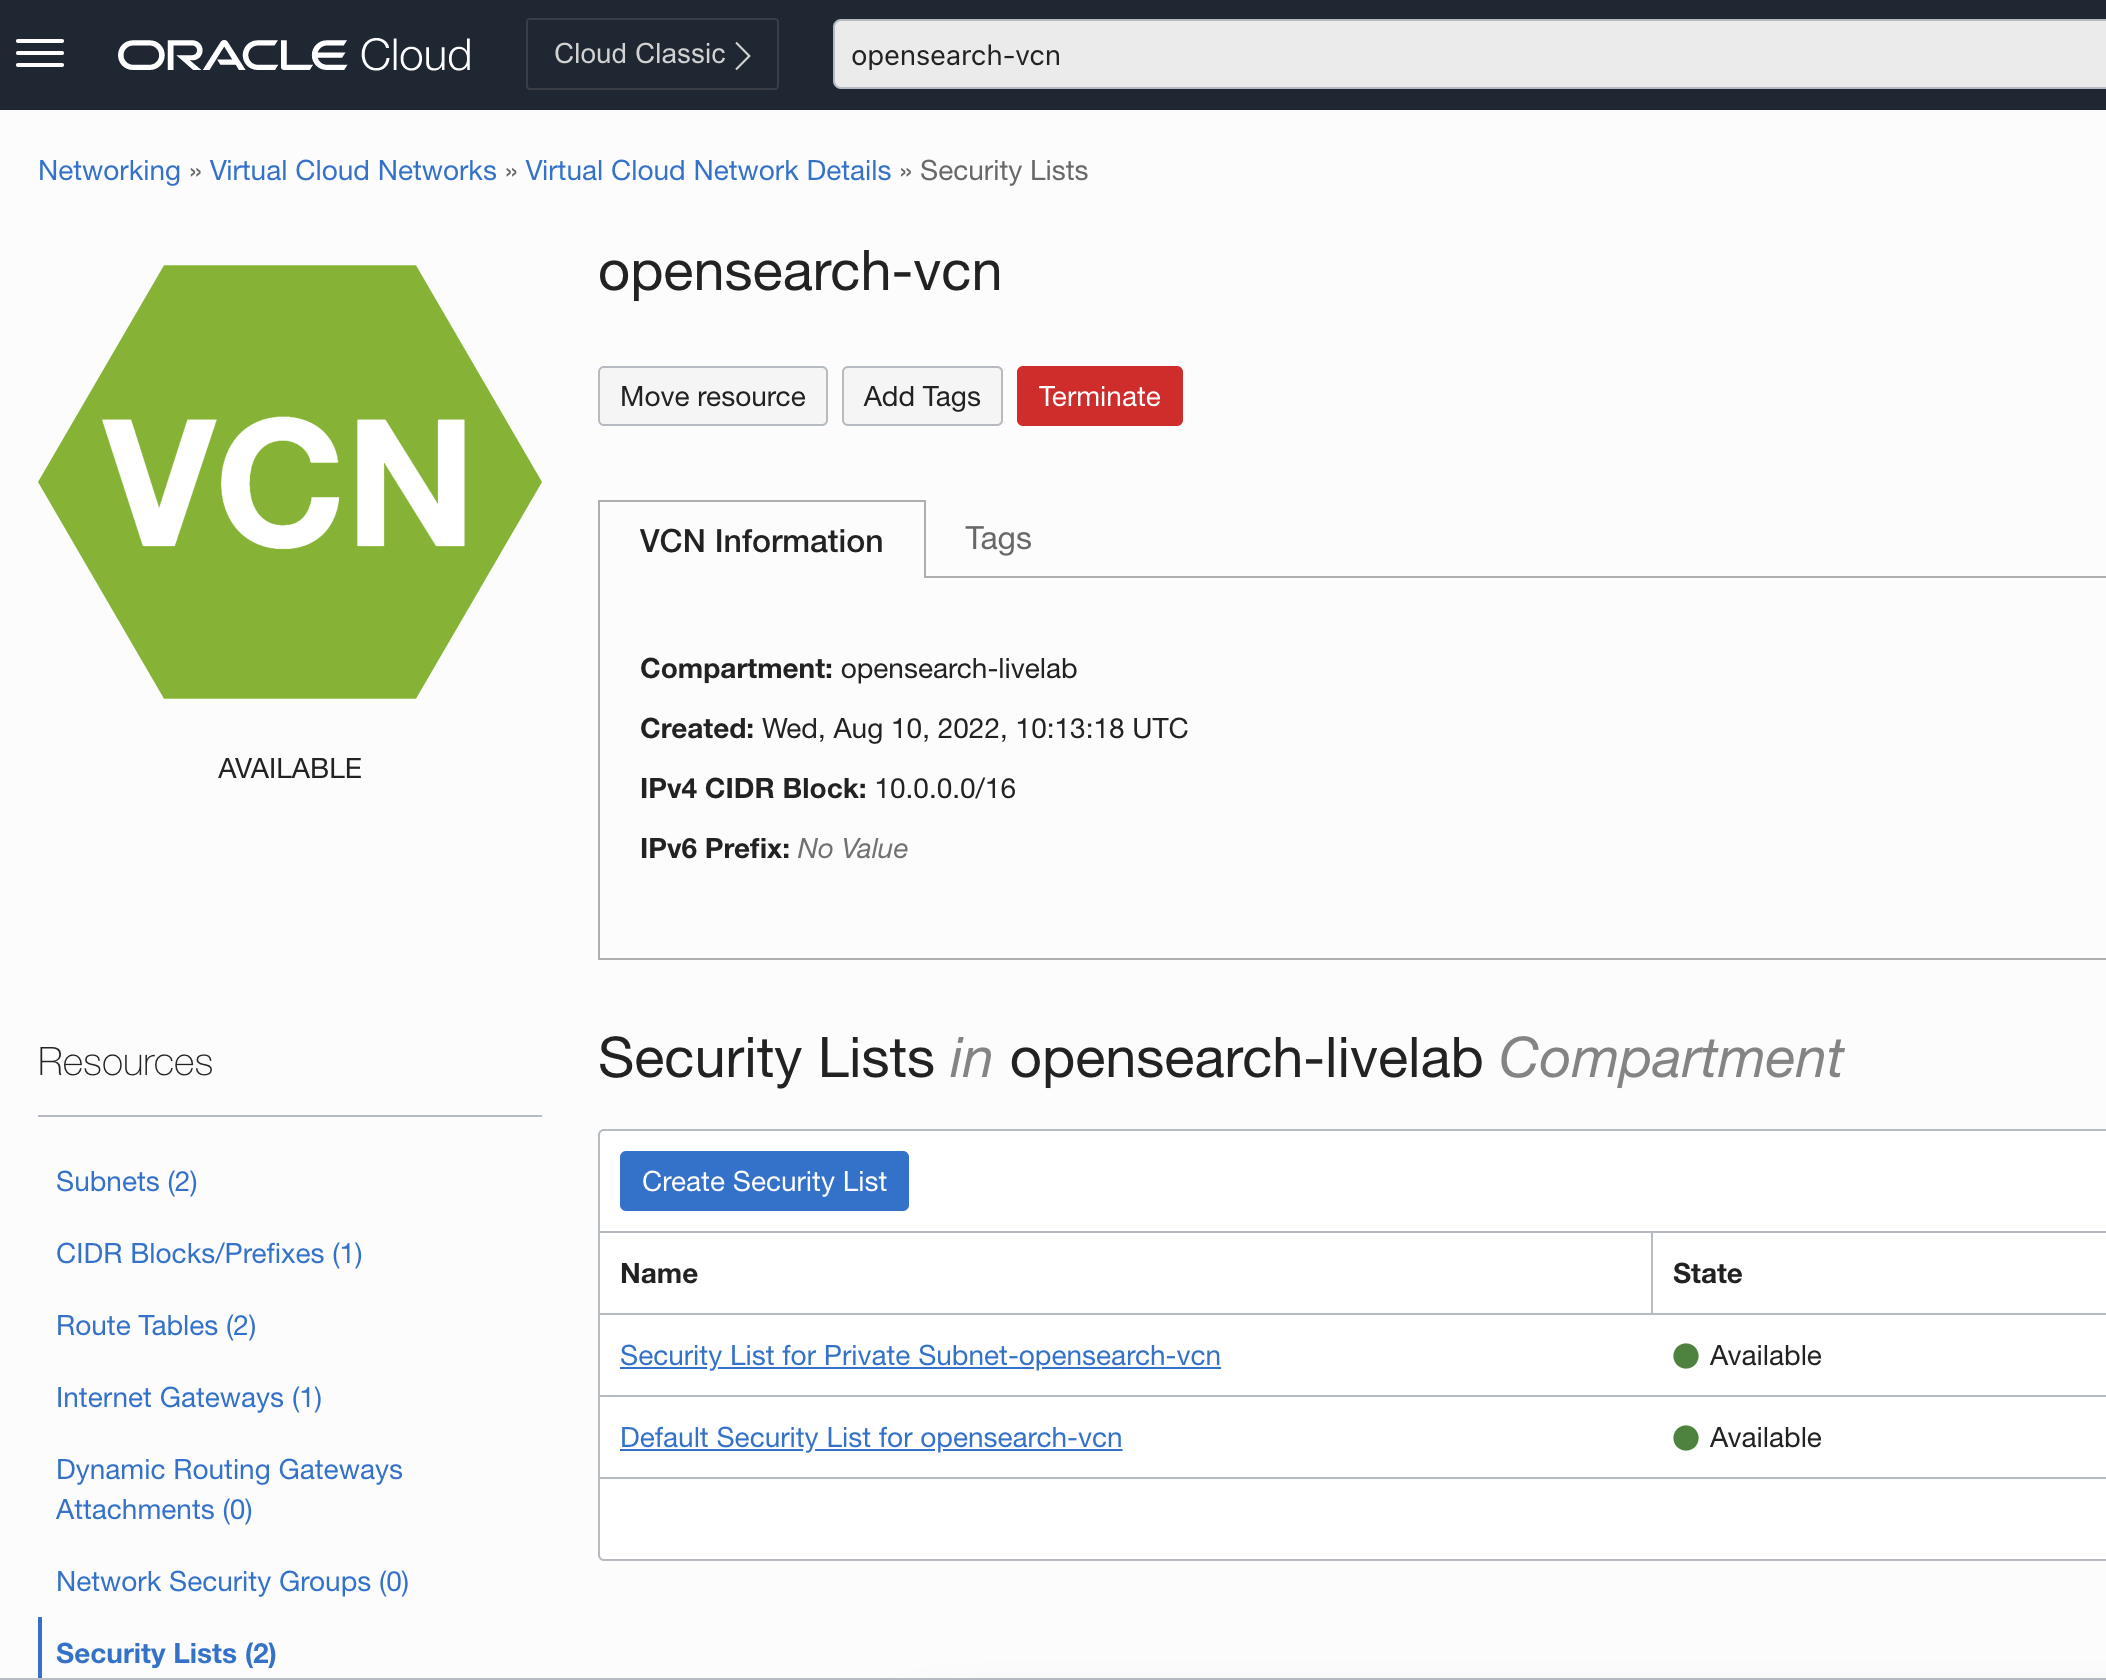 ORACLE Cloud
Cloud Classic
opensearch-vcn
Networking » Virtual Cloud Networks » Virtual Cloud Network Details » Security Lists
VCN
AVAILABLE
opensearch-vcn
Move resource
Add Tags
Terminate
VCN Information
Tags
Compartment: opensearch-livelab
Created: Wed, Aug 10, 2022, 10:13:18 UTC
IPv4 CIDR Block: 10.0.0.0/16
IPv6 Prefix: No Value
Resources
Subnets (2)
CIDR Blocks/Prefixes (1)
Route Tables (2)
Internet Gateways (1)
Dynamic Routing Gateways
Attachments (0)
Network Security Groups (0)
Security Lists (2)
Security Lists in opensearch-livelab Compartment
Create Security List
Name State
Security List for Private Subnet-opensearch-vcn Available
Default Security List for opensearch-vcn Available